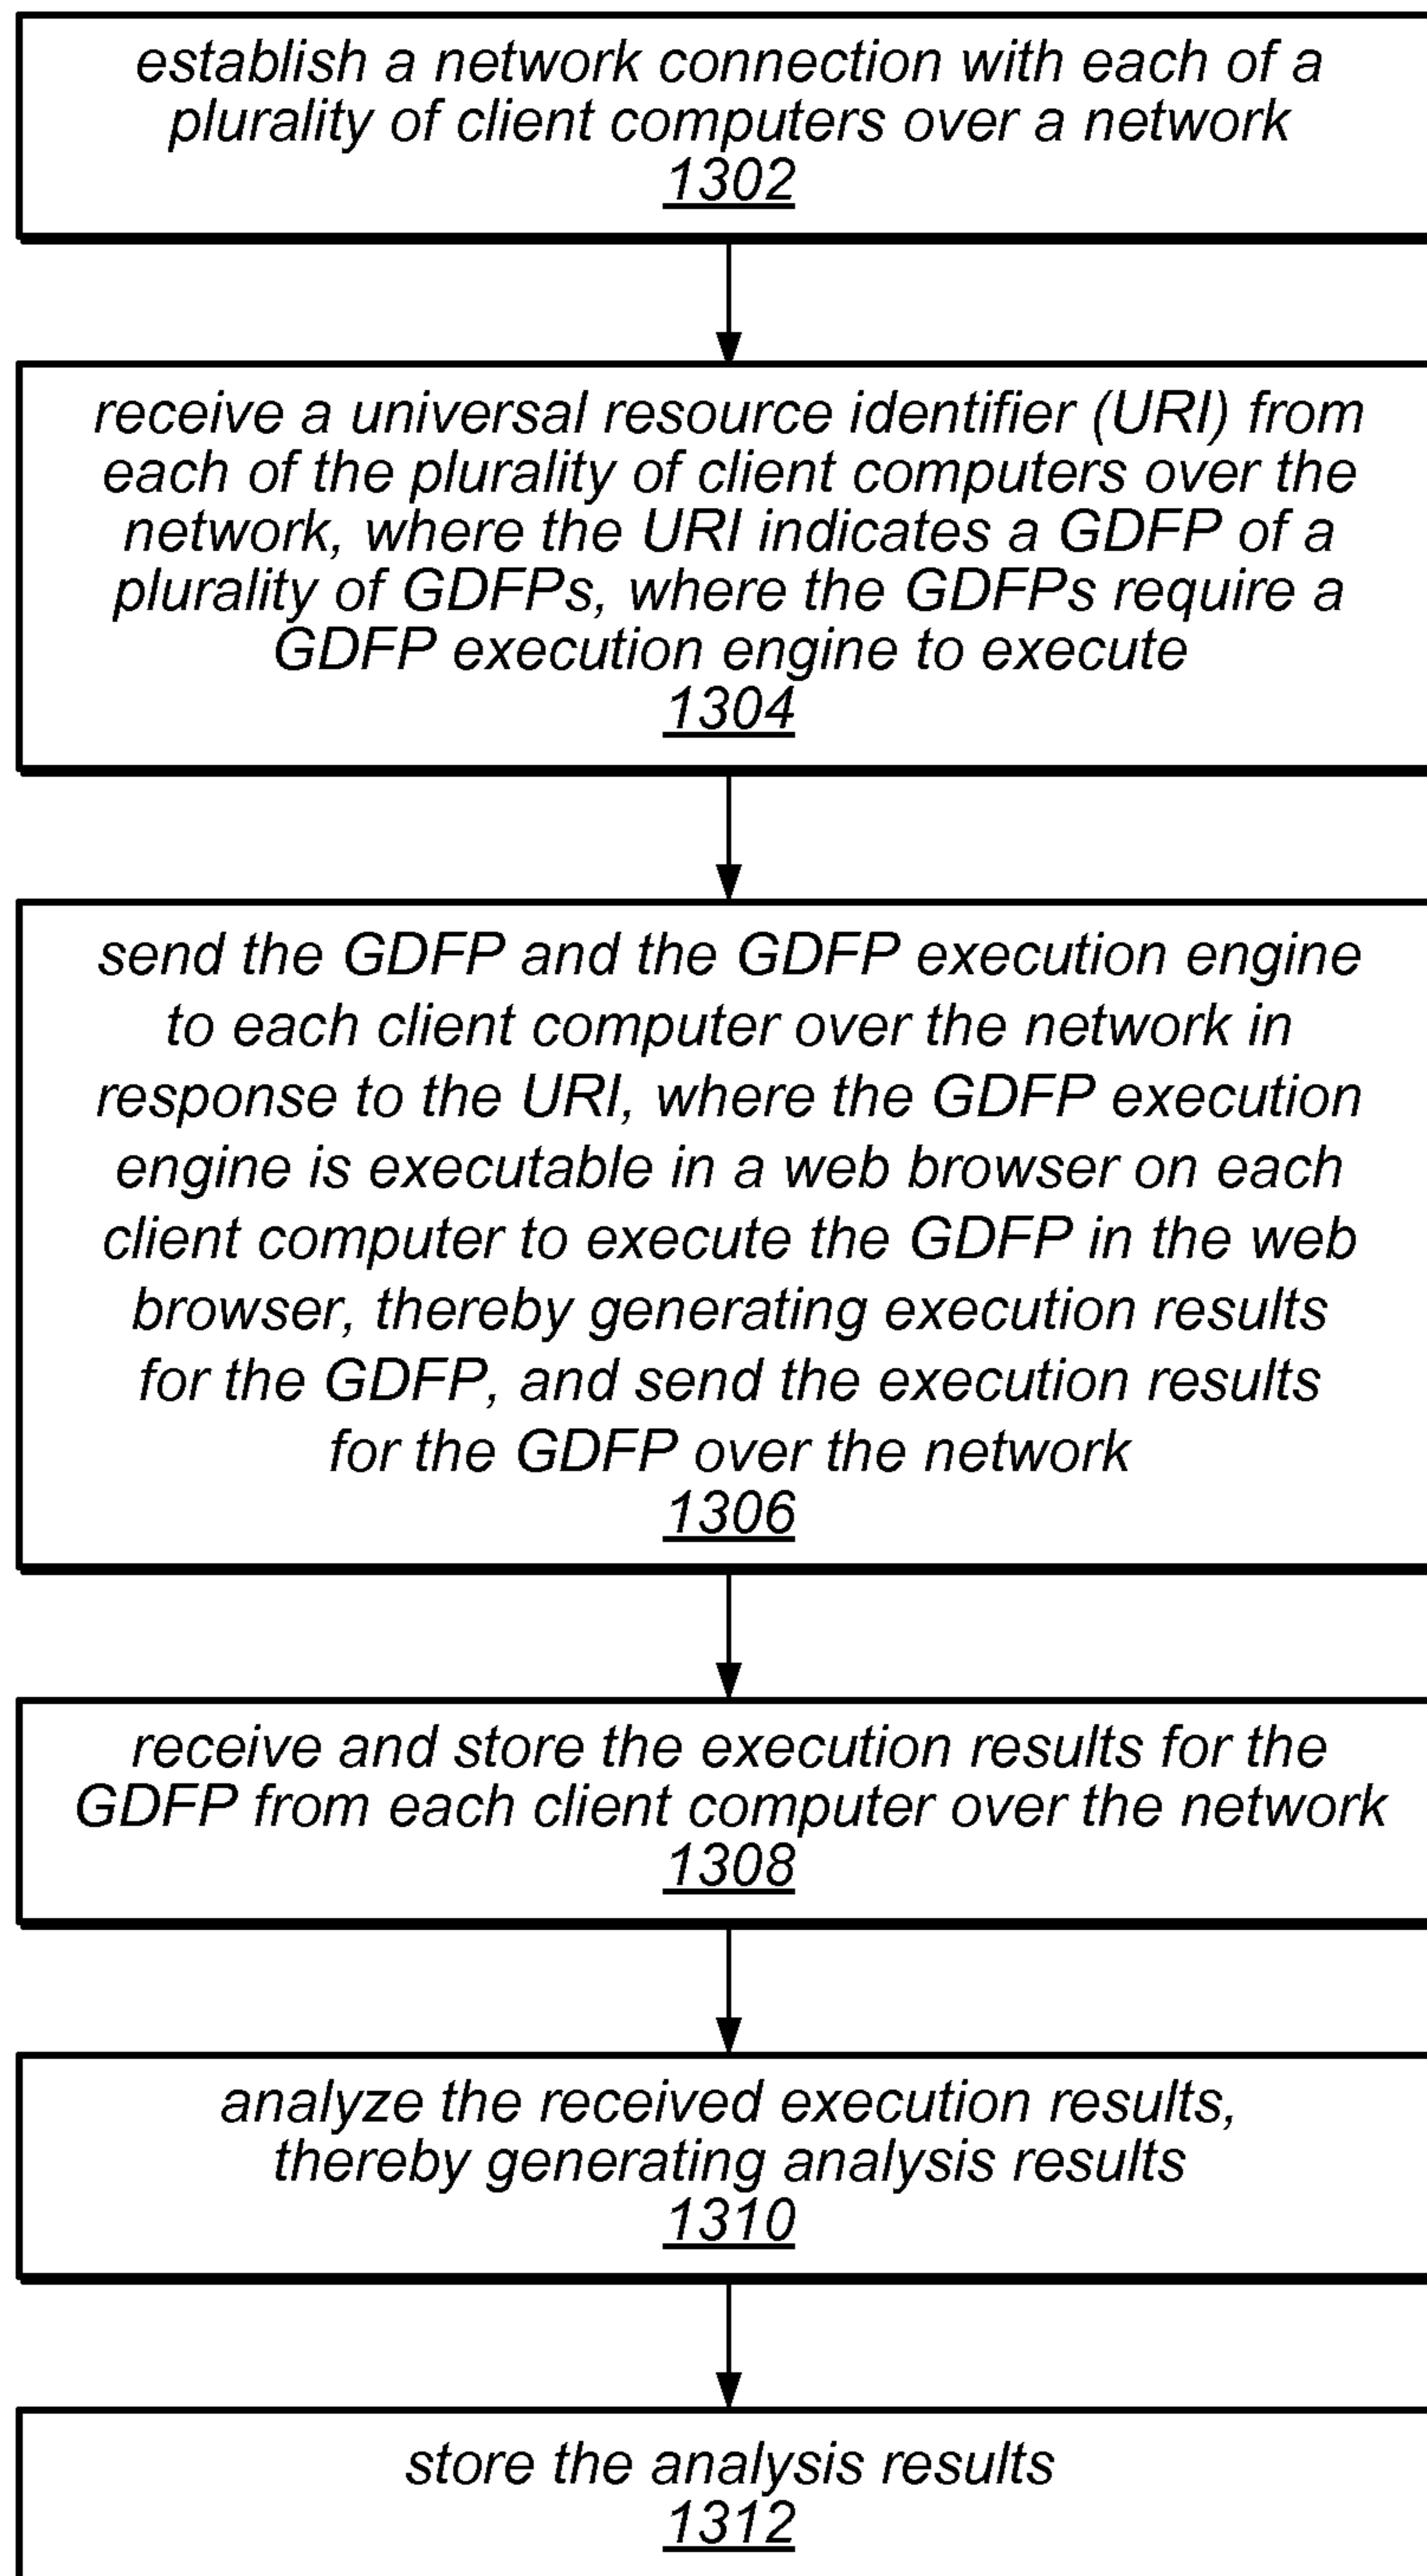 establish a network connection with each of a
plurality of client computers over a network
1302
receive a universal resource identifier (URI) from
each of the plurality of client computers over the
network, where the URI indicates a GDFP of a
plurality of GDFPs, where the GDFPs require a
GDFP execution engine to execute
1304
send the GDFP and the GDFP execution engine
to each client computer over the network in
response to the URI, where the GDFP execution
engine is executable in a web browser on each
client computer to execute the GDFP in the web
browser, thereby generating execution results
for the GDFP, and send the execution results
for the GDFP over the network
1306
receive and store the execution results for the
GDFP from each client computer over the network
1308
analyze the received execution results,
thereby generating analysis results
1310
store the analysis results
1312